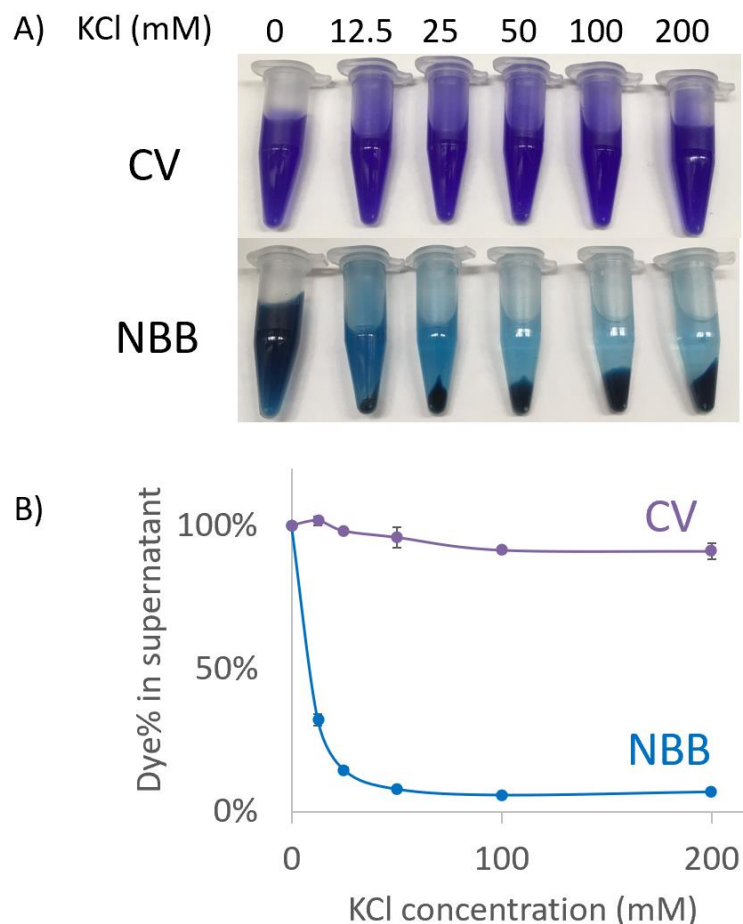 A) KCl (mM) 0 12.5 25 50 100 200
CV
NBB
B)
Dye% in supernatant
100%
50%
0%
CV
NBB
0 100 200
KCl concentration (mM)